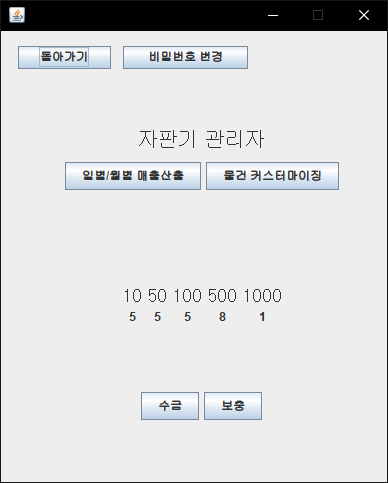 돌아가기 비밀번호 변경
자판기 관리자
일별/월별 매출산출 물건 커스터마이징
10 50 100 500 1000
5 5 5 8 1
수금 보충